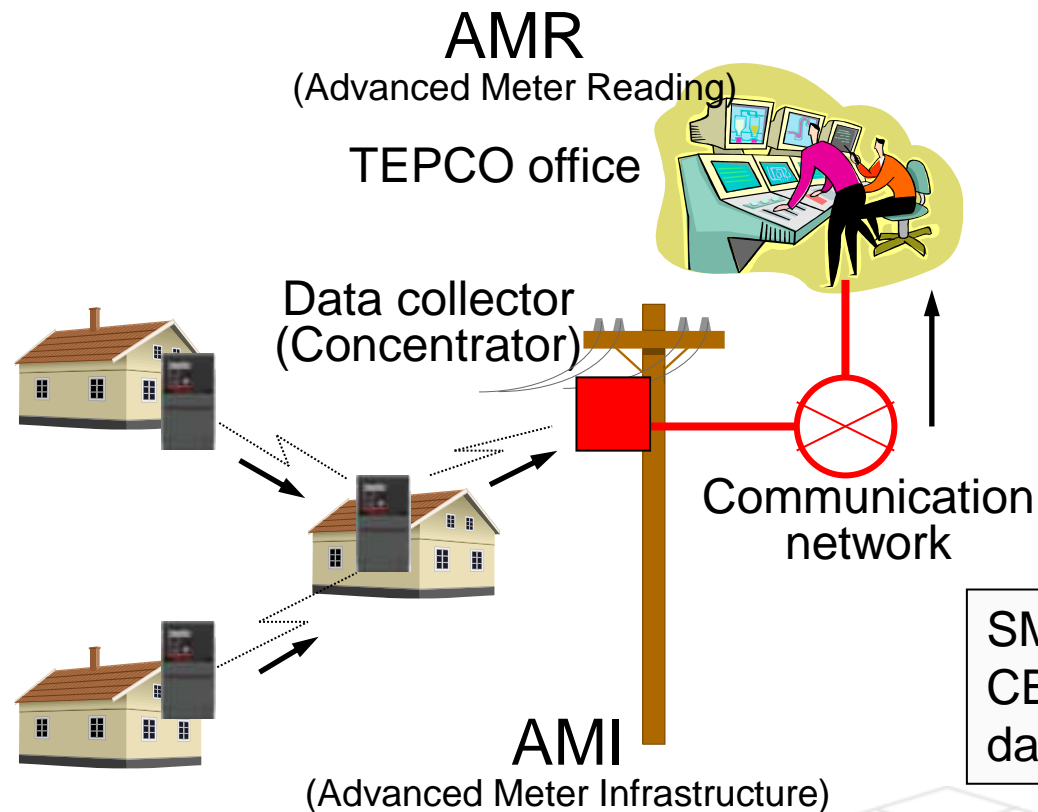 AMR
(Advanced Meter Reading)
TEPCO office
Data collector
(Concentrator)
Communication
network
AMI
(Advanced Meter Infrastructure)